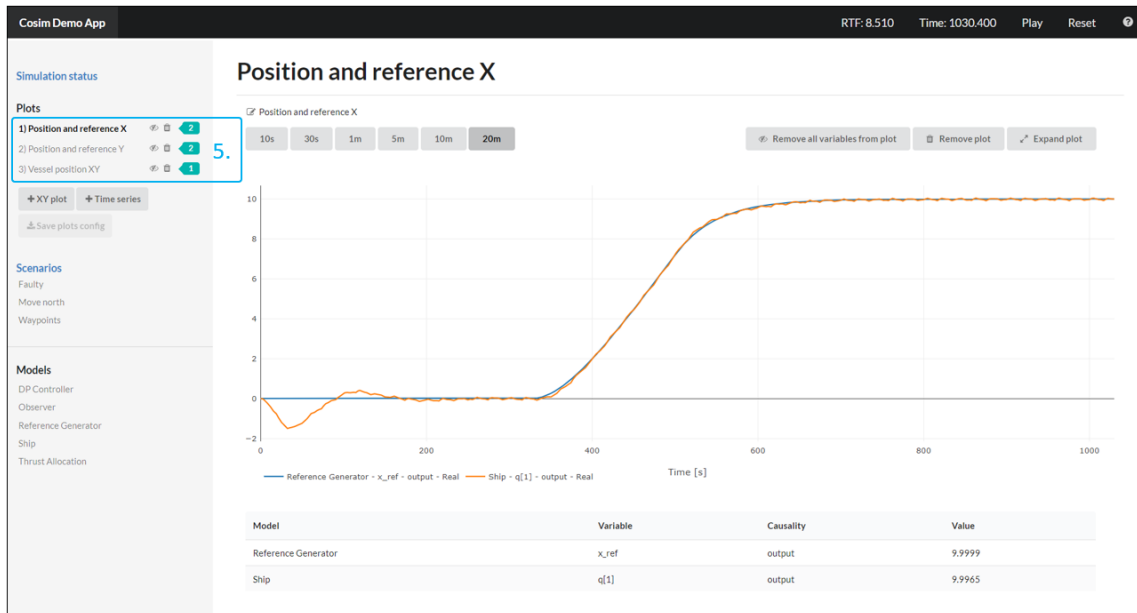 Cosim Demo App RTF: 8.510 Time: 1030.400 Play Reset ?
Simulation status
Plots
1) Position and reference X 2
2) Position and reference Y 2
3) Vessel position XY 1
5.
+ XY plot + Time series
Save plots config
Scenarios
Faulty
Move north
Waypoints
Models
DP Controller
Observer
Reference Generator
Ship
Thrust Allocation
Position and reference X
Position and reference X
10s 30s 1m 5m 10m 20m Remove all variables from plot Remove plot Expand plot
10
8
6
4
2
0
−2
0 200 400 600 800 1000
Time [s]
Reference Generator - x_ref - output - Real Ship - q[1] - output - Real
Model Variable Causality Value
Reference Generator x_ref output 9.9999
Ship q[1] output 9.9965